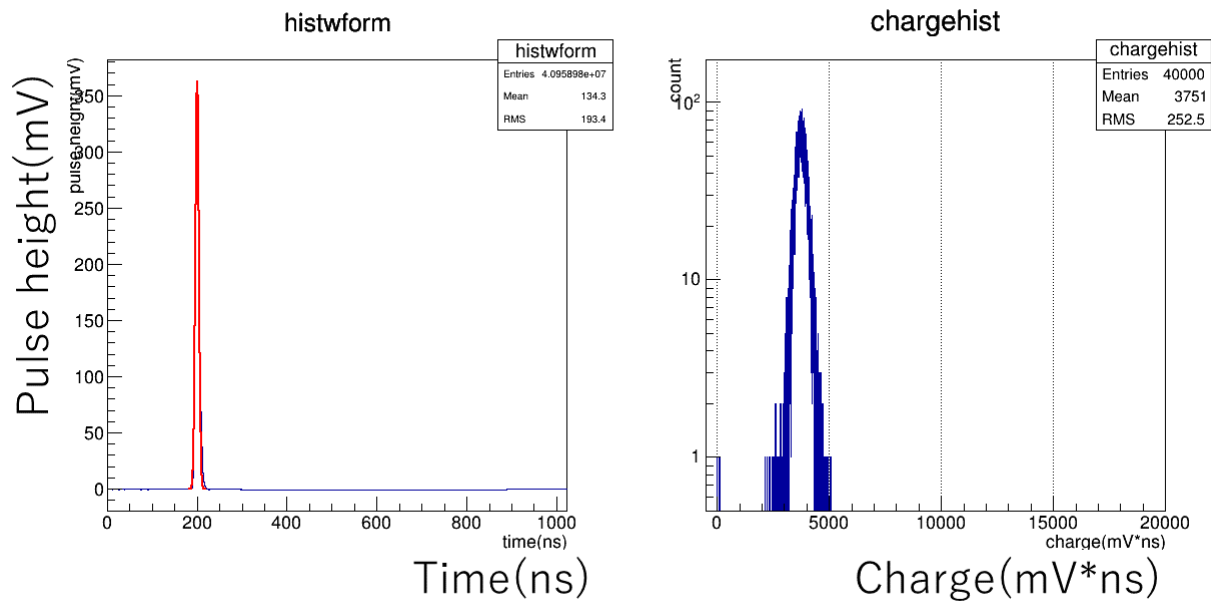 histwform
histwform
Entries 4.095898e+07
Mean 134.3
RMS 193.4
Pulse height(mV)
pulse height(mV)
350
300
250
200
150
100
50
0
0 200 400 600 800 1000
time(ns)
Time(ns)
chargehist
chargehist
Entries 40000
Mean 3751
RMS 252.5
count
10²
10
1
0 5000 10000 15000 20000
charge(mV*ns)
Charge(mV*ns)